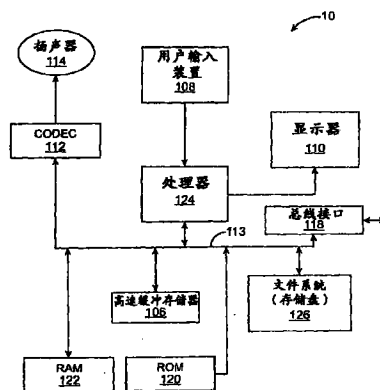 10
扬声器
114
用户输入
装置
108
CODEC
112
显示器
110
处理器
124
总线接口
118
113
高速缓冲存储器
106
文件系统
(存储盘)
126
RAM
122
ROM
120